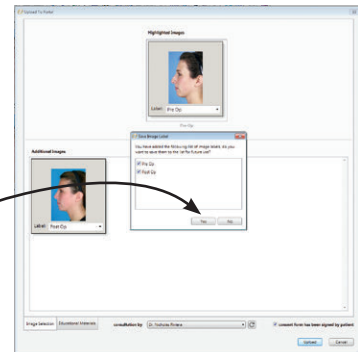 Upload To Portal
Highlighted Images
Label: Pre Op
Pre Op
Additional Images
Label: Post Op
Save Image Label
You have added the following list of image labels, do you
want to save them to the list for future use?
Pre Op
Post Op
Yes No
Image Selection Educational Materials consultation by consent form has been signed by patient
Upload Cancel